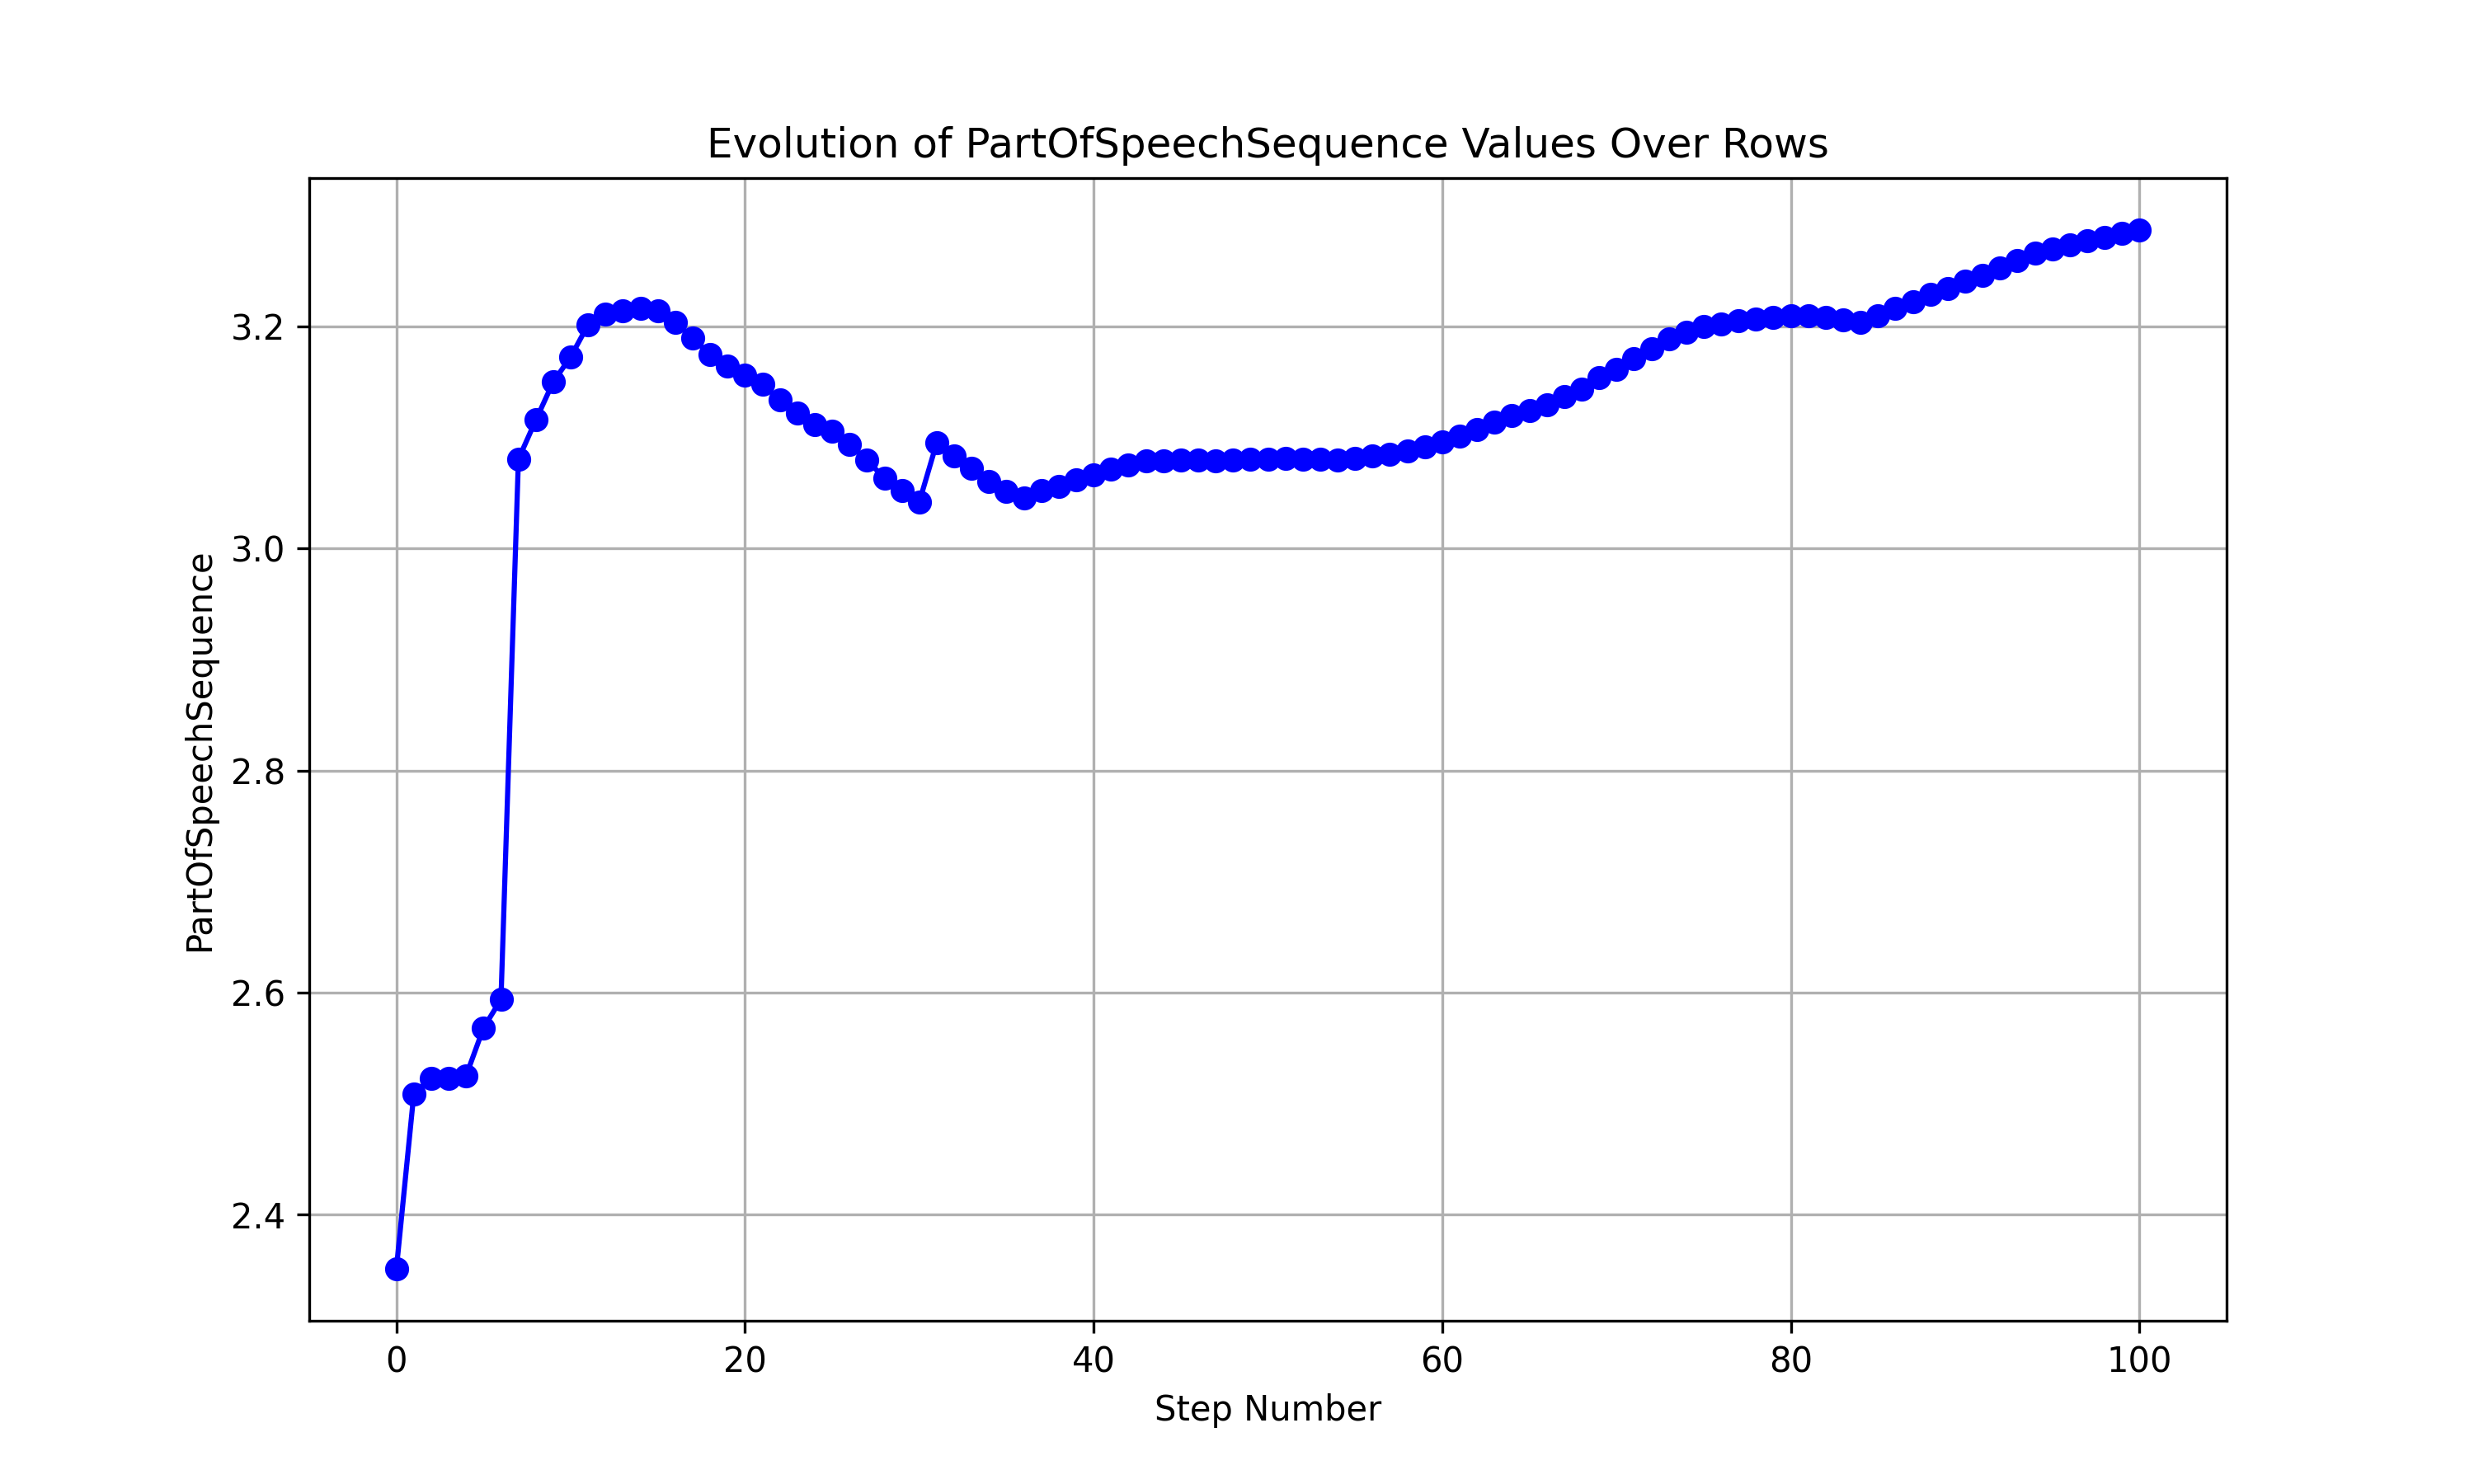 Evolution of PartOfSpeechSequence Values Over Rows
PartOfSpeechSequence
3.2
3.0
2.8
2.6
2.4
0 20 40 60 80 100
Step Number